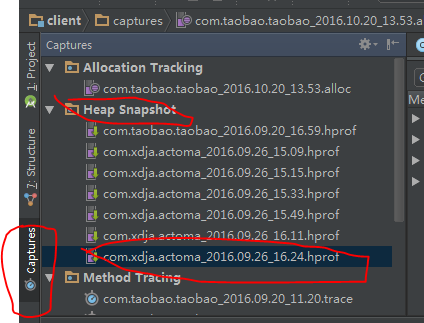 client captures com.taobao.taobao_2016.10.20_13.53.a
Captures
1: Project
7: Structure
Captures
Allocation Tracking
com.taobao.taobao_2016.10.20_13.53.alloc
Heap Snapshot
com.taobao.taobao_2016.09.20_16.59.hprof
com.xdja.actoma_2016.09.26_15.09.hprof
com.xdja.actoma_2016.09.26_15.15.hprof
com.xdja.actoma_2016.09.26_15.33.hprof
com.xdja.actoma_2016.09.26_15.49.hprof
com.xdja.actoma_2016.09.26_16.11.hprof
com.xdja.actoma_2016.09.26_16.24.hprof
Method Tracing
com.taobao.taobao_2016.09.20_11.20.trace
Me